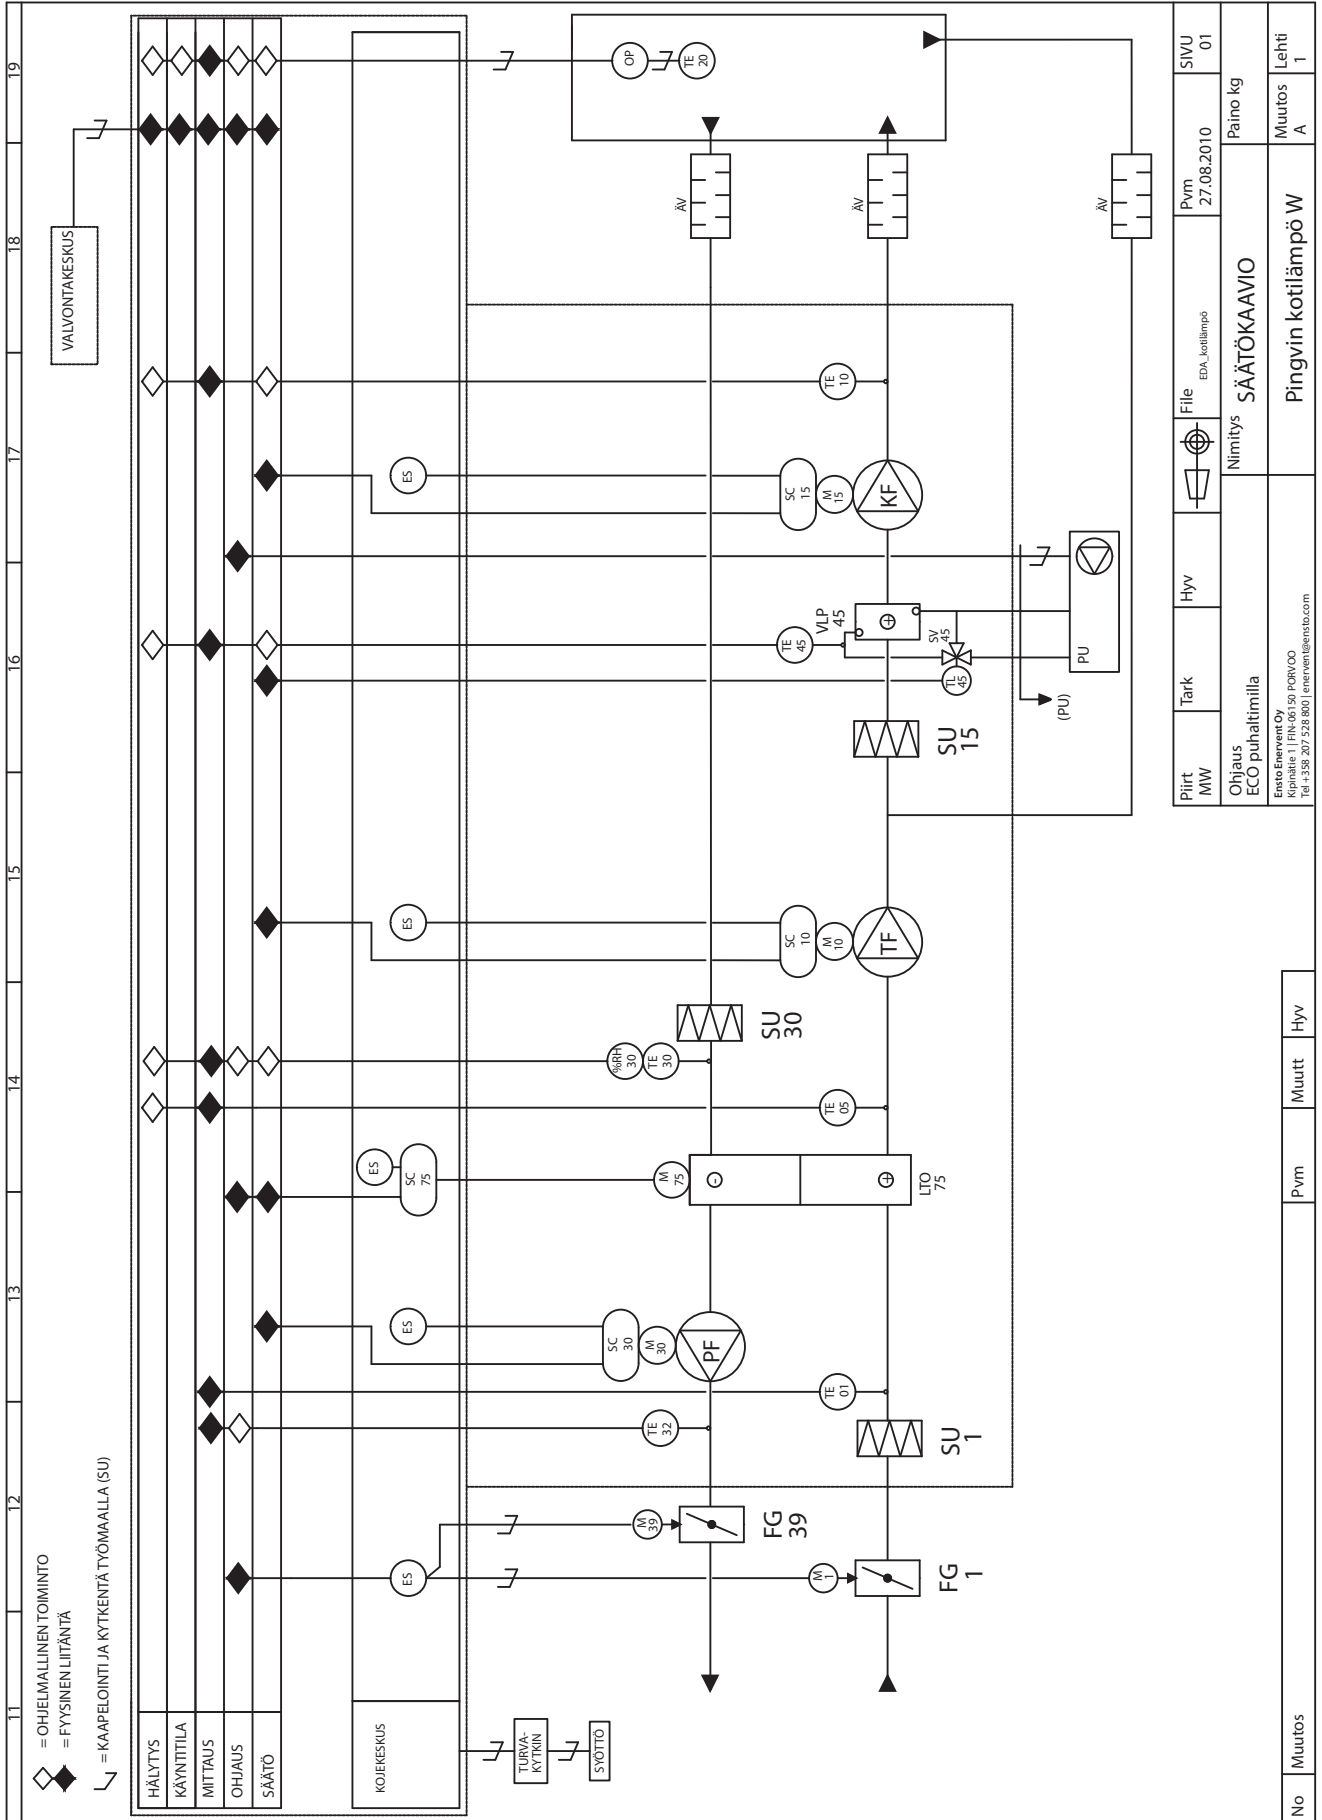 11 12 13 14 15 16 17 18 19
= OHJELMALLINEN TOIMINTO
= FYYSINEN LIITÄNTÄ
= KAAPELOINTI JA KYTKENTÄ TYÖMAALLA (SU)
VALVONTAKESKUS
HÄLYTYS
KÄYNTITILA
MITTAUS
OHJAUS
SÄÄTÖ
KOJEKESKUS
ES
ES
ES
SC
75
ES
ES
TURVA-
KYTKIN
SYÖTTÖ
M
39
FG
39
TE
32
SC
30
M
30
PF
M
75
-
%RH
30
TE
30
SU
30
ÄV
OP
TE
20
M
1
FG
1
SU
1
TE
01
+
LTO
75
TE
05
SC
10
M
10
TF
SU
15
TE
45
VLP
45
+
SV
45
TL
45
SC
15
M
15
KF
TE
10
ÄV
(PU)
PU
ÄV
Piirt
MW
Tark
Hyv
File
EDA_kotilämpö
Pvm
27.08.2010
SIVU
01
Ohjaus
ECO puhaltimilla
Nimitys
SÄÄTÖKAAVIO
Paino kg
Ensto Enervent Oy
Kipinätie 1 | FIN-06150 PORVOO
Tel +358 207 528 800 | enervent@ensto.com
Pingvin kotilämpö W
Muutos
A
Lehti
1
No Muutos Pvm Muutt Hyv